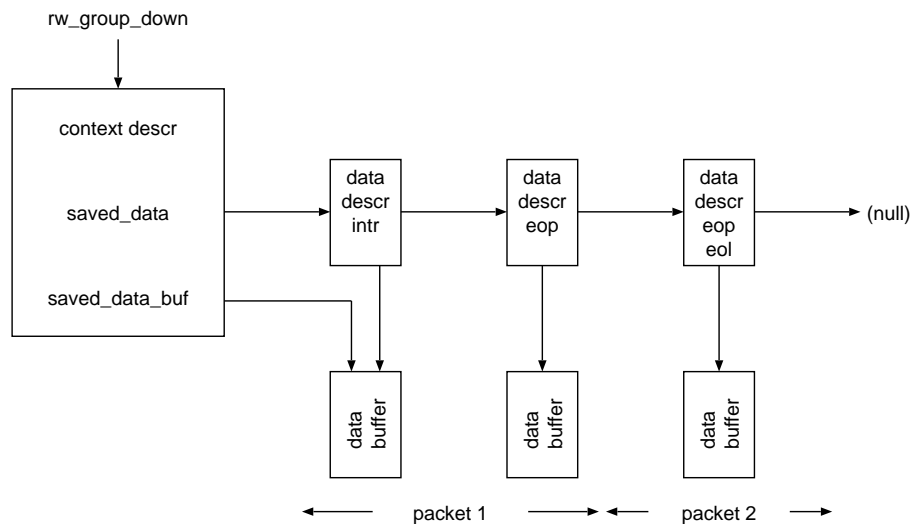 rw_group_down
context descr
saved_data
saved_data_buf
data
descr
intr
data
descr
eop
data
descr
eop
eol
(null)
data
buffer
data
buffer
data
buffer
packet 1
packet 2